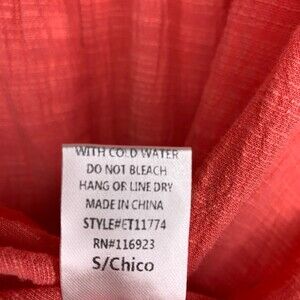 WITH COLD WATER
DO NOT BLEACH
HANG OR LINE DRY
MADE IN CHINA
STYLE#ET11774
RN#116923
S/Chico